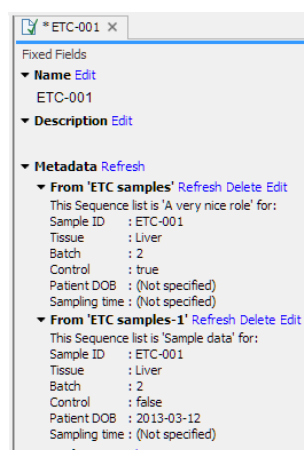 * ETC-001
Fixed Fields
Name Edit
ETC-001
Description Edit
Metadata Refresh
From 'ETC samples' Refresh Delete Edit
This Sequence list is 'A very nice role' for:
Sample ID : ETC-001
Tissue : Liver
Batch : 2
Control : true
Patient DOB : (Not specified)
Sampling time : (Not specified)
From 'ETC samples-1' Refresh Delete Edit
This Sequence list is 'Sample data' for:
Sample ID : ETC-001
Tissue : Liver
Batch : 2
Control : false
Patient DOB : 2013-03-12
Sampling time : (Not specified)